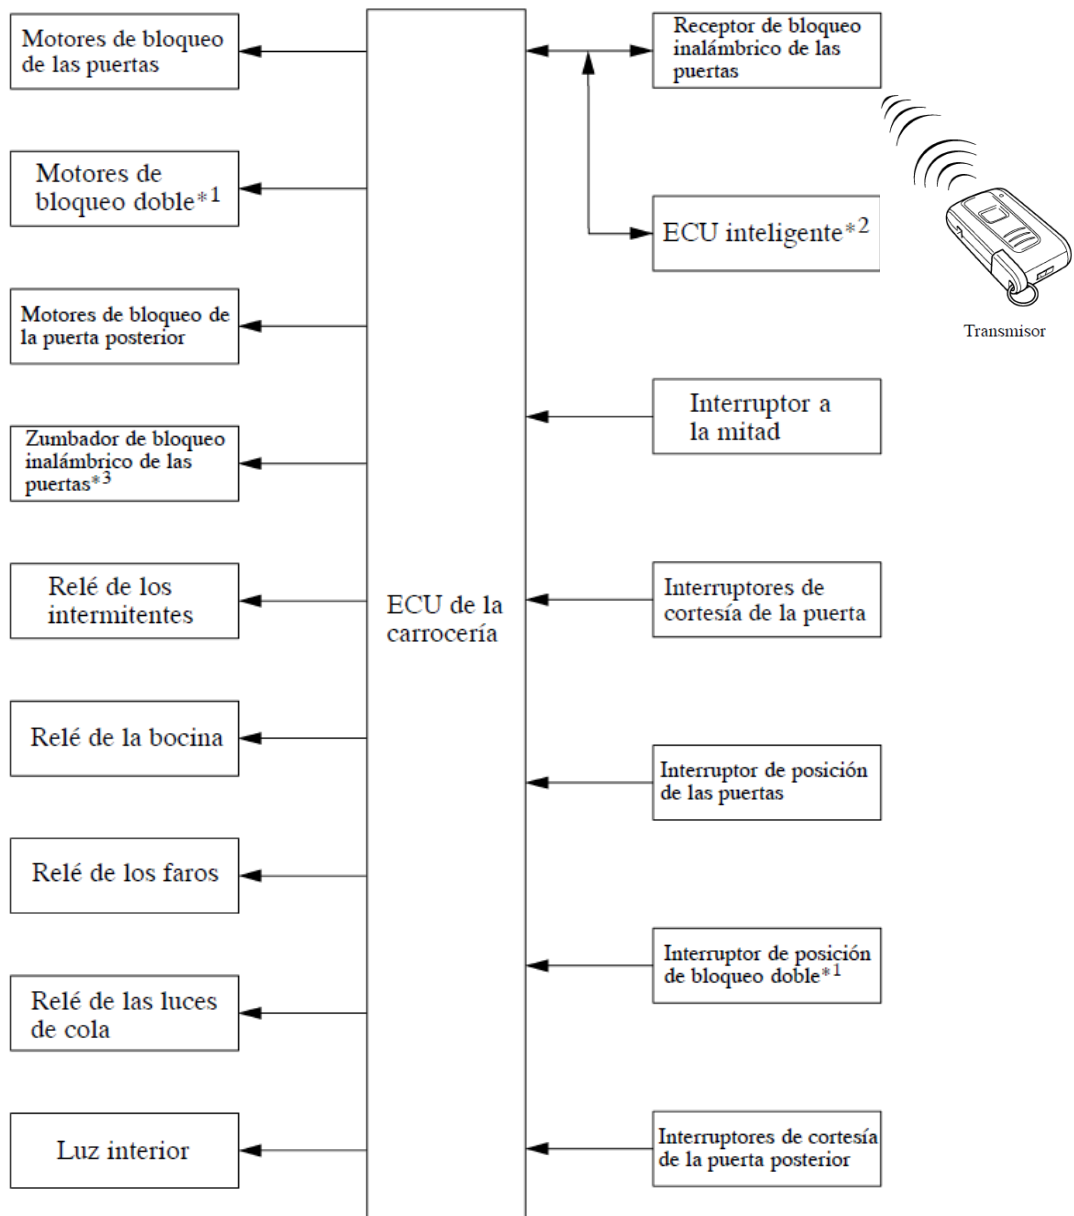 Motores de bloqueo
de las puertas
Motores de
bloqueo doble*1
Motores de bloqueo de
la puerta posterior
Zumbador de bloqueo
inalámbrico de las
puertas*3
Relé de los
intermitentes
Relé de la bocina
Relé de los faros
Relé de las luces
de cola
Luz interior
ECU de la
carrocería
Receptor de bloqueo
inalámbrico de las
puertas
ECU inteligente*2
Transmisor
Interruptor a
la mitad
Interruptores de
cortesía de la puerta
Interruptor de posición
de las puertas
Interruptor de posición
de bloqueo doble*1
Interruptores de cortesía
de la puerta posterior